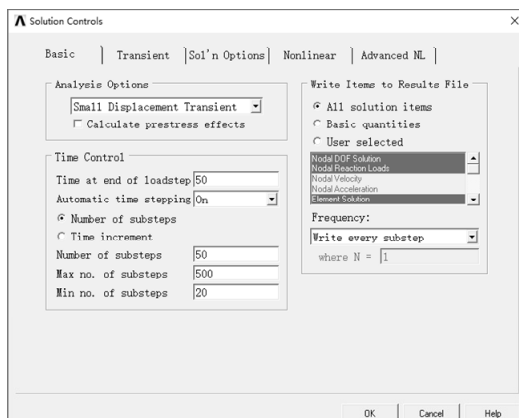 Solution Controls
Basic
Transient
Sol'n Options
Nonlinear
Advanced NL
Analysis Options
Small Displacement Transient
Calculate prestress effects
Time Control
Time at end of loadstep 50
Automatic time stepping On
Number of substeps
Time increment
Number of substeps 50
Max no. of substeps 500
Min no. of substeps 20
Write Items to Results File
All solution items
Basic quantities
User selected
Nodal DOF Solution
Nodal Reaction Loads
Nodal Velocity
Nodal Acceleration
Element Solution
Frequency:
Write every substep
where N = 1
OK
Cancel
Help